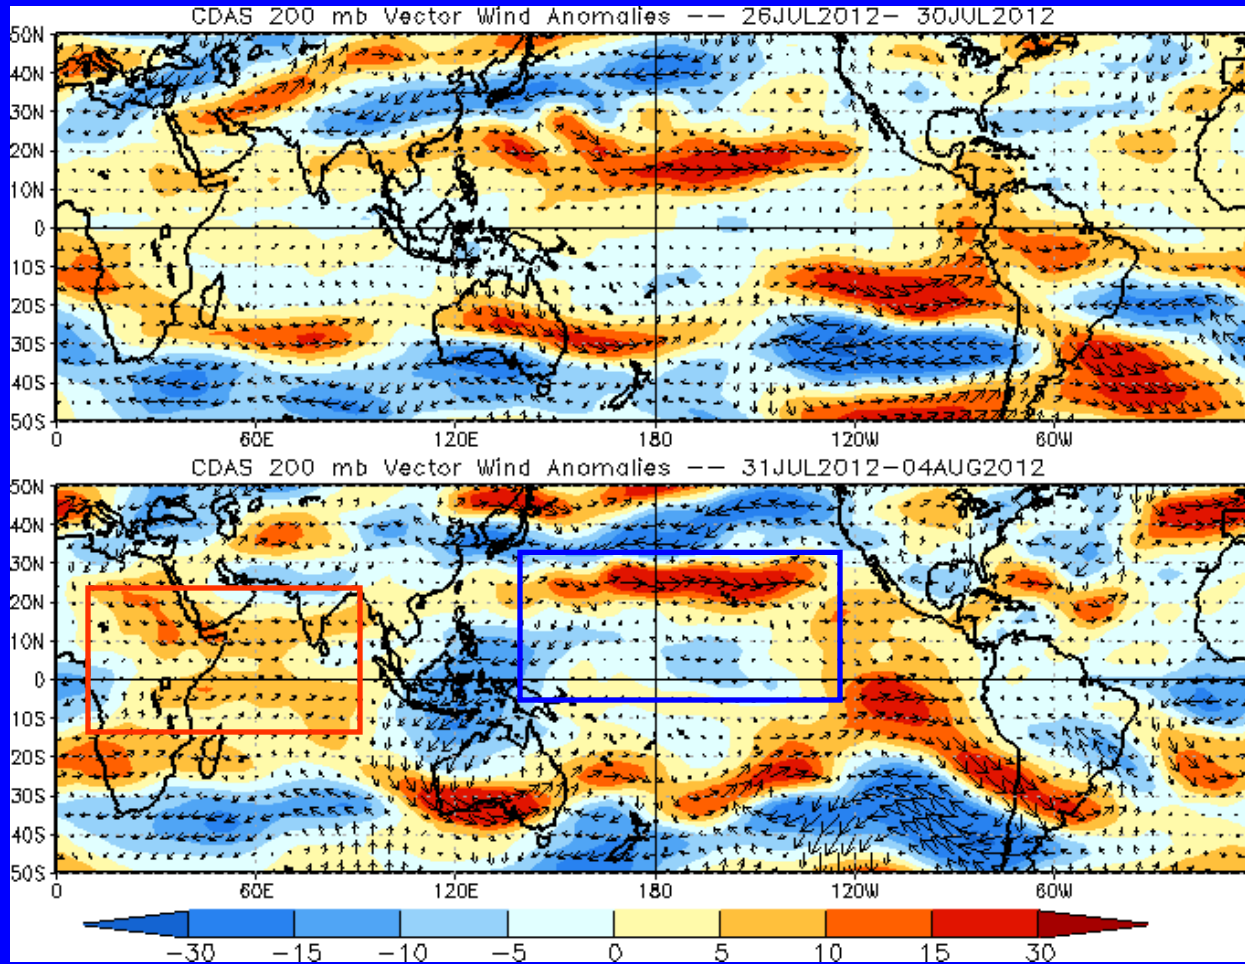 CDAS 200 mb Vector Wind Anomalies -- 26JUL2012- 30JUL2012
50N
40N
30N
20N
10N
0
10S
20S
30S
40S
50S
0 60E 120E 180 120W 60W
CDAS 200 mb Vector Wind Anomalies -- 31JUL2012-04AUG2012
50N
40N
30N
20N
10N
0
10S
20S
30S
40S
50S
0 60E 120E 180 120W 60W
-30 -15 -10 -5 0 5 10 15 30